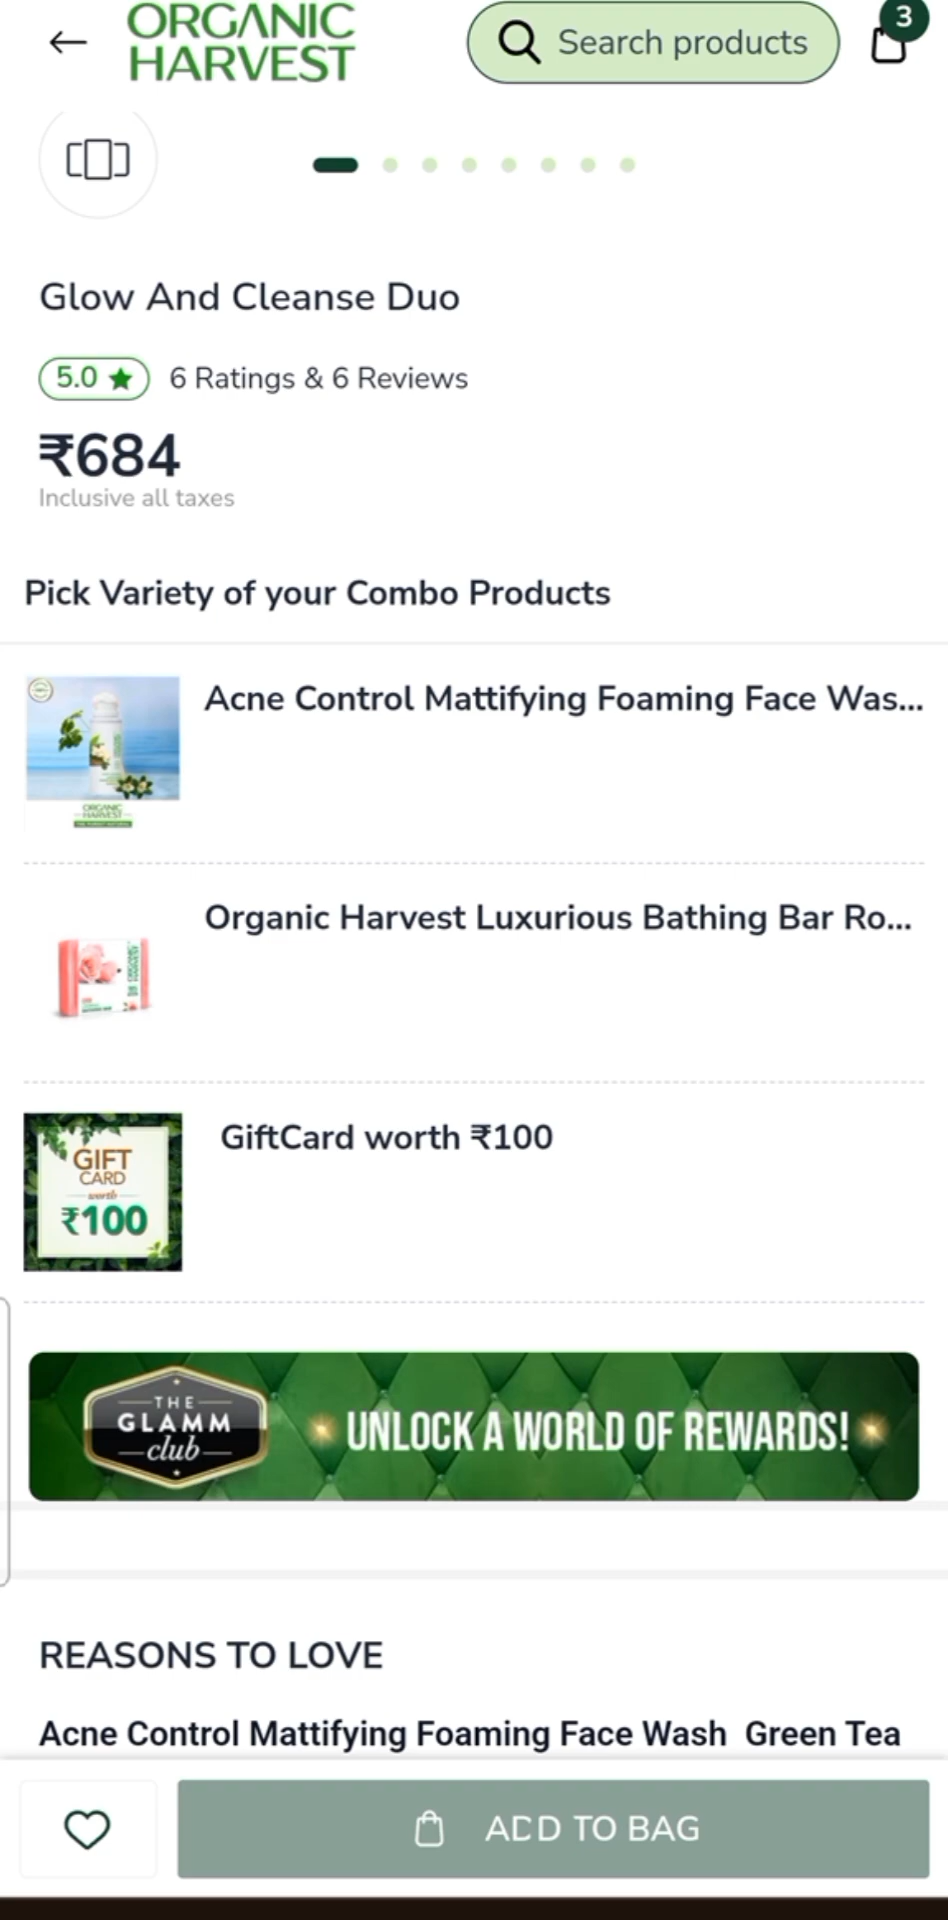 ORGANIC
HARVEST
Search products
3
Glow And Cleanse Duo
5.0 ★ 6 Ratings & 6 Reviews
₹684
Inclusive all taxes
Pick Variety of your Combo Products
Acne Control Mattifying Foaming Face Was...
ORGANIC
HARVEST
Organic Harvest Luxurious Bathing Bar Ro...
GIFT
CARD
worth
₹100
GiftCard worth ₹100
THE
GLAMM
club
UNLOCK A WORLD OF REWARDS!
REASONS TO LOVE
Acne Control Mattifying Foaming Face Wash Green Tea
ADD TO BAG